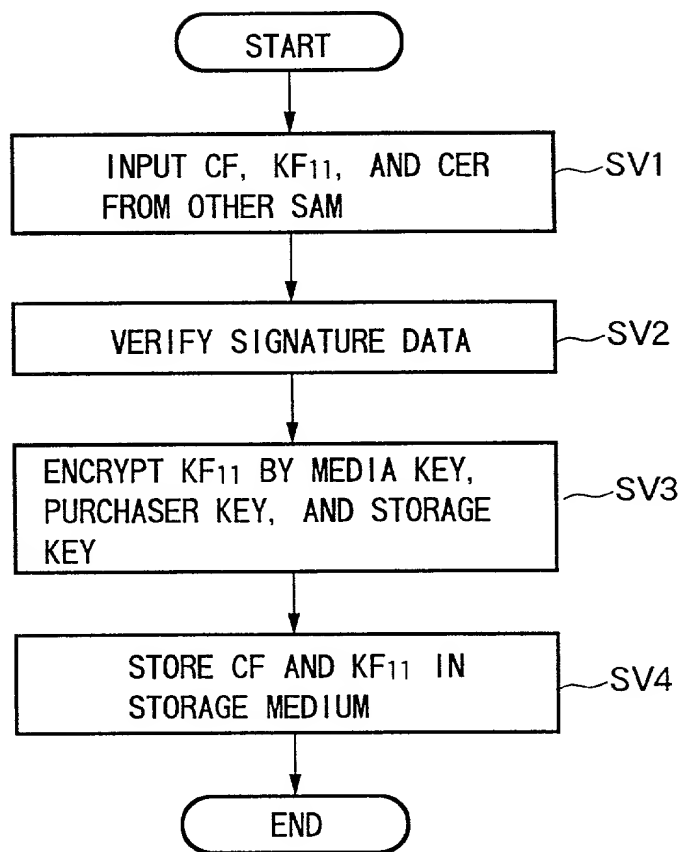 START
INPUT CF, KF11, AND CER
FROM OTHER SAM
SV1
VERIFY SIGNATURE DATA
SV2
ENCRYPT KF11 BY MEDIA KEY,
PURCHASER KEY, AND STORAGE
KEY
SV3
STORE CF AND KF11 IN
STORAGE MEDIUM
SV4
END